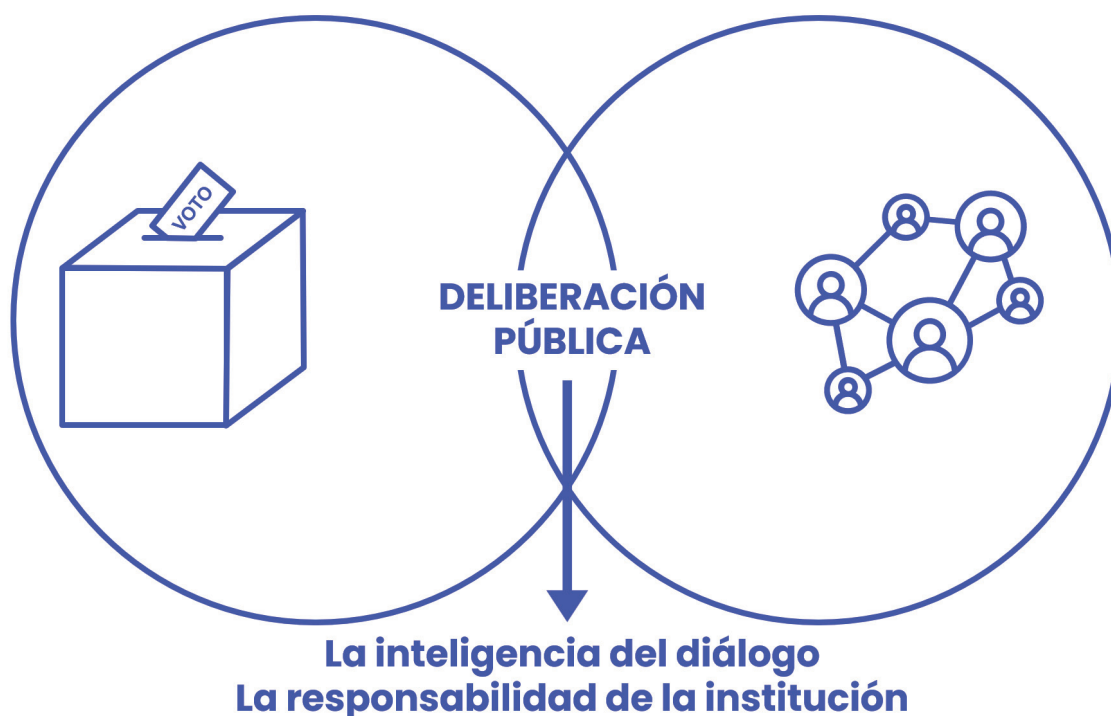 VOTO
DELIBERACIÓN
PÚBLICA
La inteligencia del diálogo
La responsabilidad de la institución